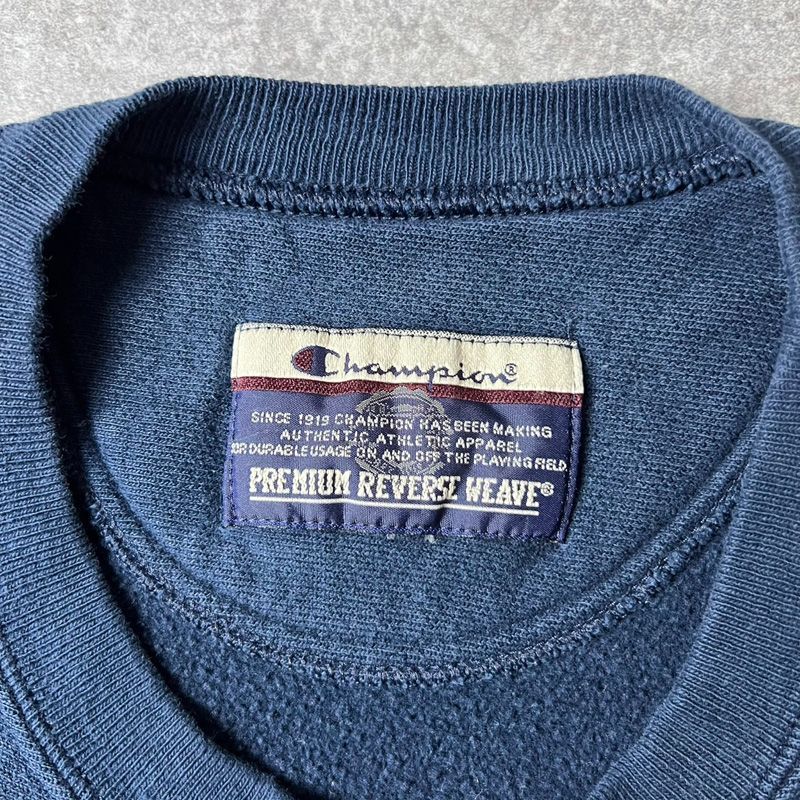 Champion®
SINCE 1919 CHAMPION HAS BEEN MAKING
AUTHENTIC ATHLETIC APPAREL
FOR DURABLE USAGE ON AND OFF THE PLAYING FIELD
PREMIUM REVERSE WEAVE®